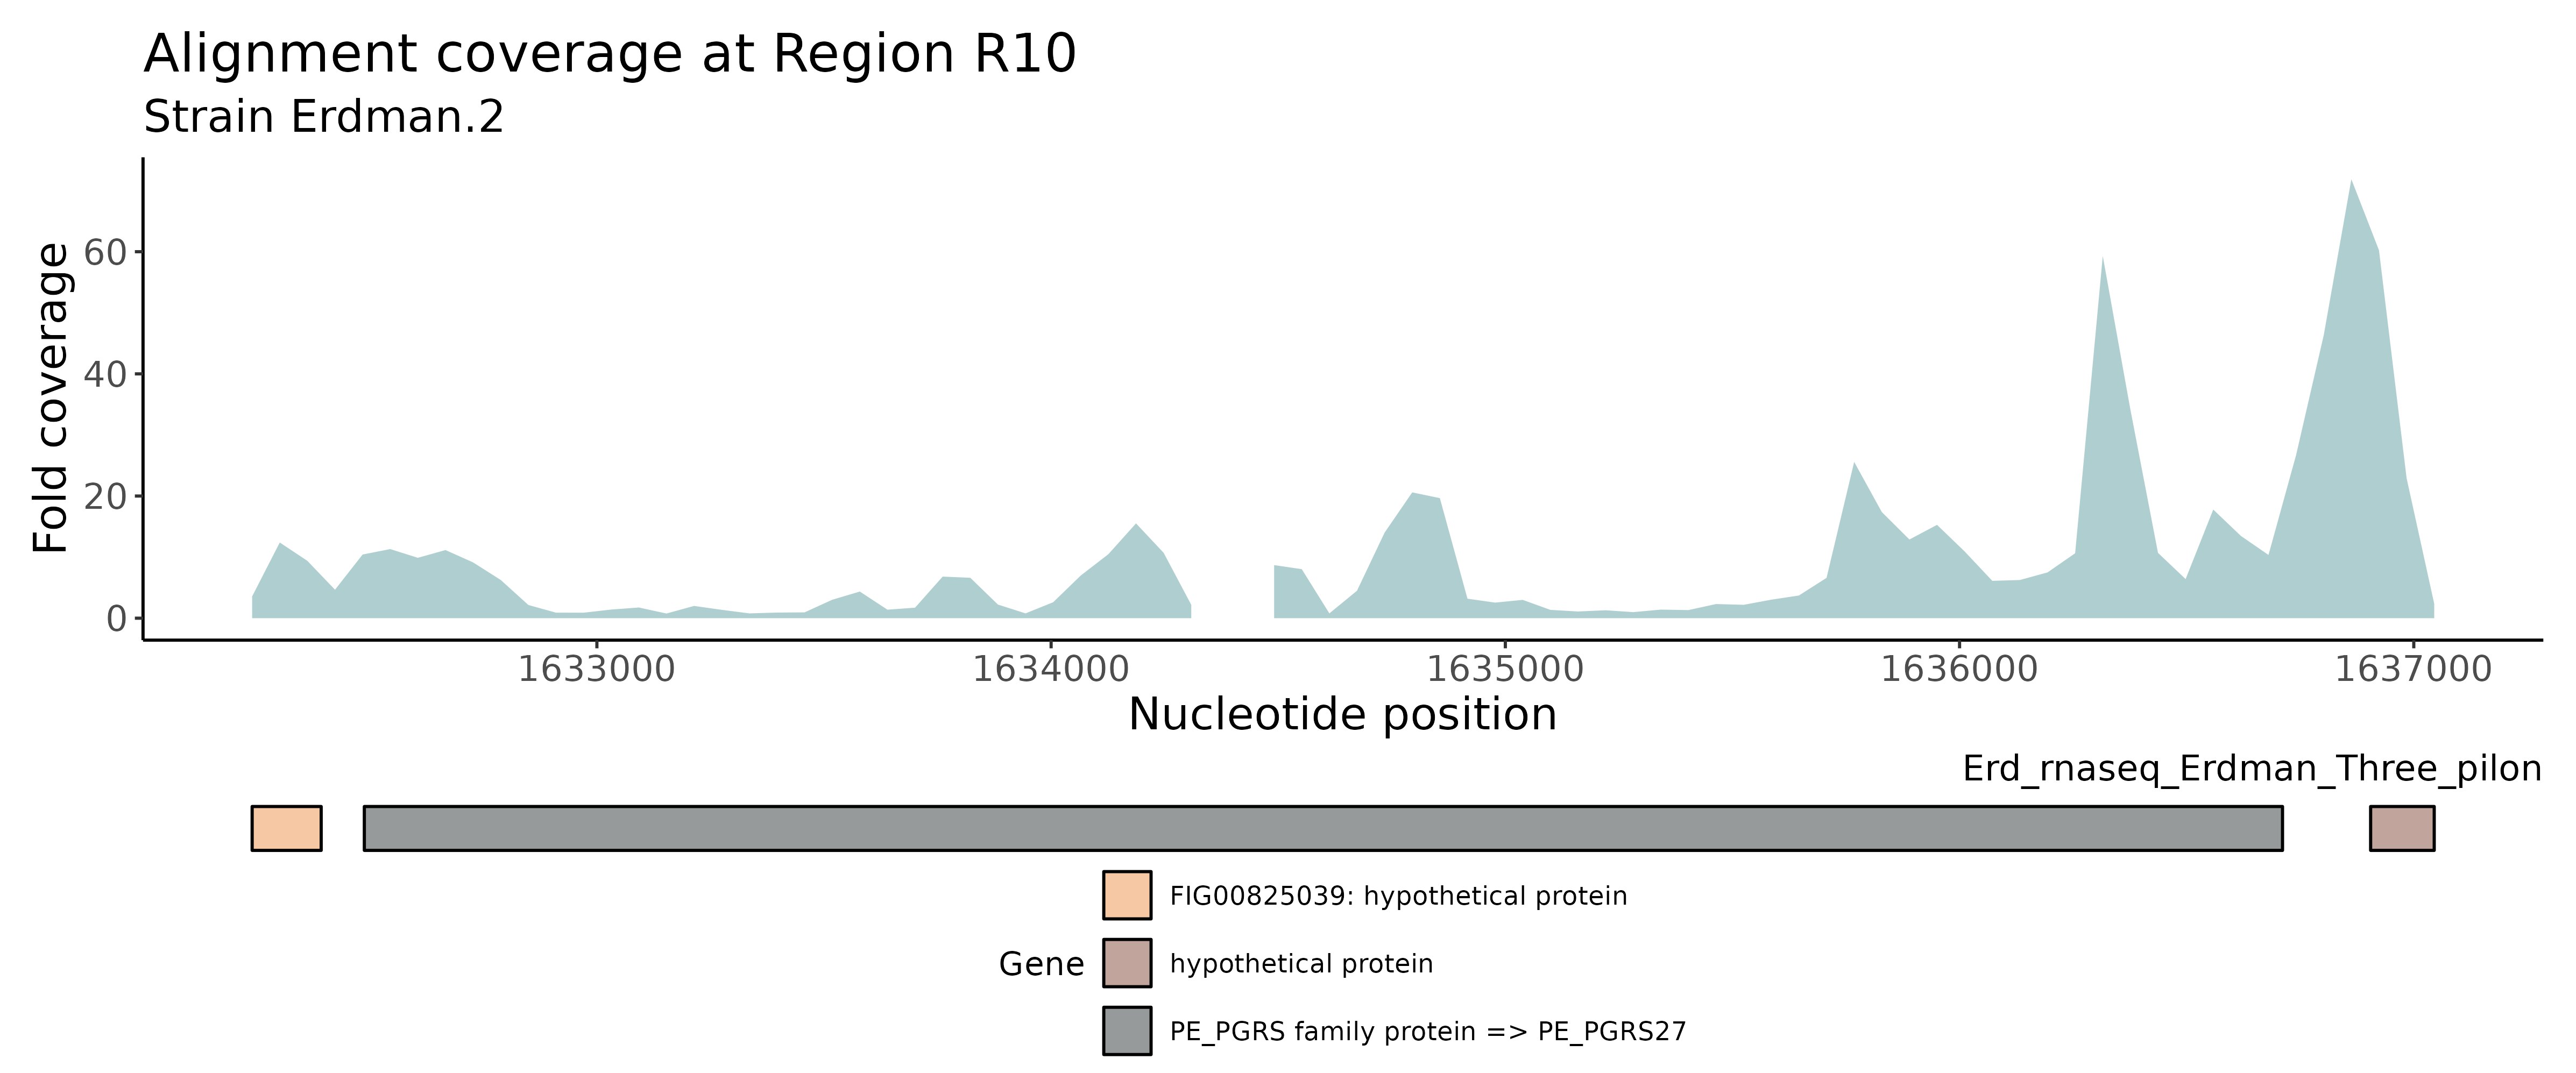 Alignment coverage at Region R10
Strain Erdman.2
Fold coverage
60
40
20
0
1633000 1634000 1635000 1636000 1637000
Nucleotide position
Erd_rnaseq_Erdman_Three_pilon
Gene
FIG00825039: hypothetical protein
hypothetical protein
PE_PGRS family protein => PE_PGRS27